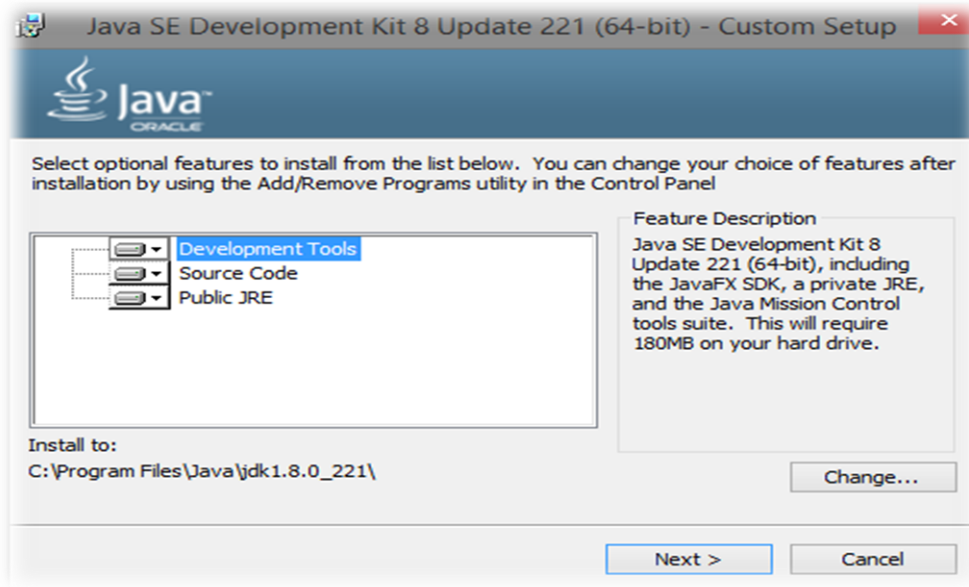 Java SE Development Kit 8 Update 221 (64-bit) - Custom Setup
Java™
ORACLE
Select optional features to install from the list below.  You can change your choice of features after
installation by using the Add/Remove Programs utility in the Control Panel
Development Tools
Source Code
Public JRE
Feature Description
Java SE Development Kit 8
Update 221 (64-bit), including
the JavaFX SDK, a private JRE,
and the Java Mission Control
tools suite.  This will require
180MB on your hard drive.
Install to:
C:\Program Files\Java\jdk1.8.0_221\
Change...
Next >
Cancel